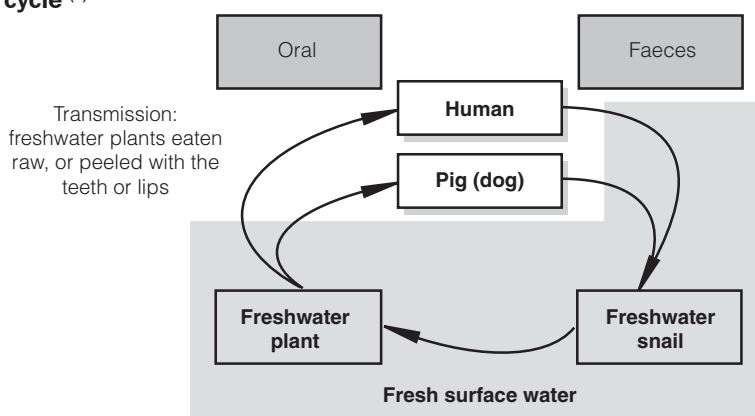 cycle
Oral
Faeces
Transmission:
freshwater plants eaten
raw, or peeled with the
teeth or lips
Human
Pig (dog)
Freshwater
plant
Freshwater
snail
Fresh surface water